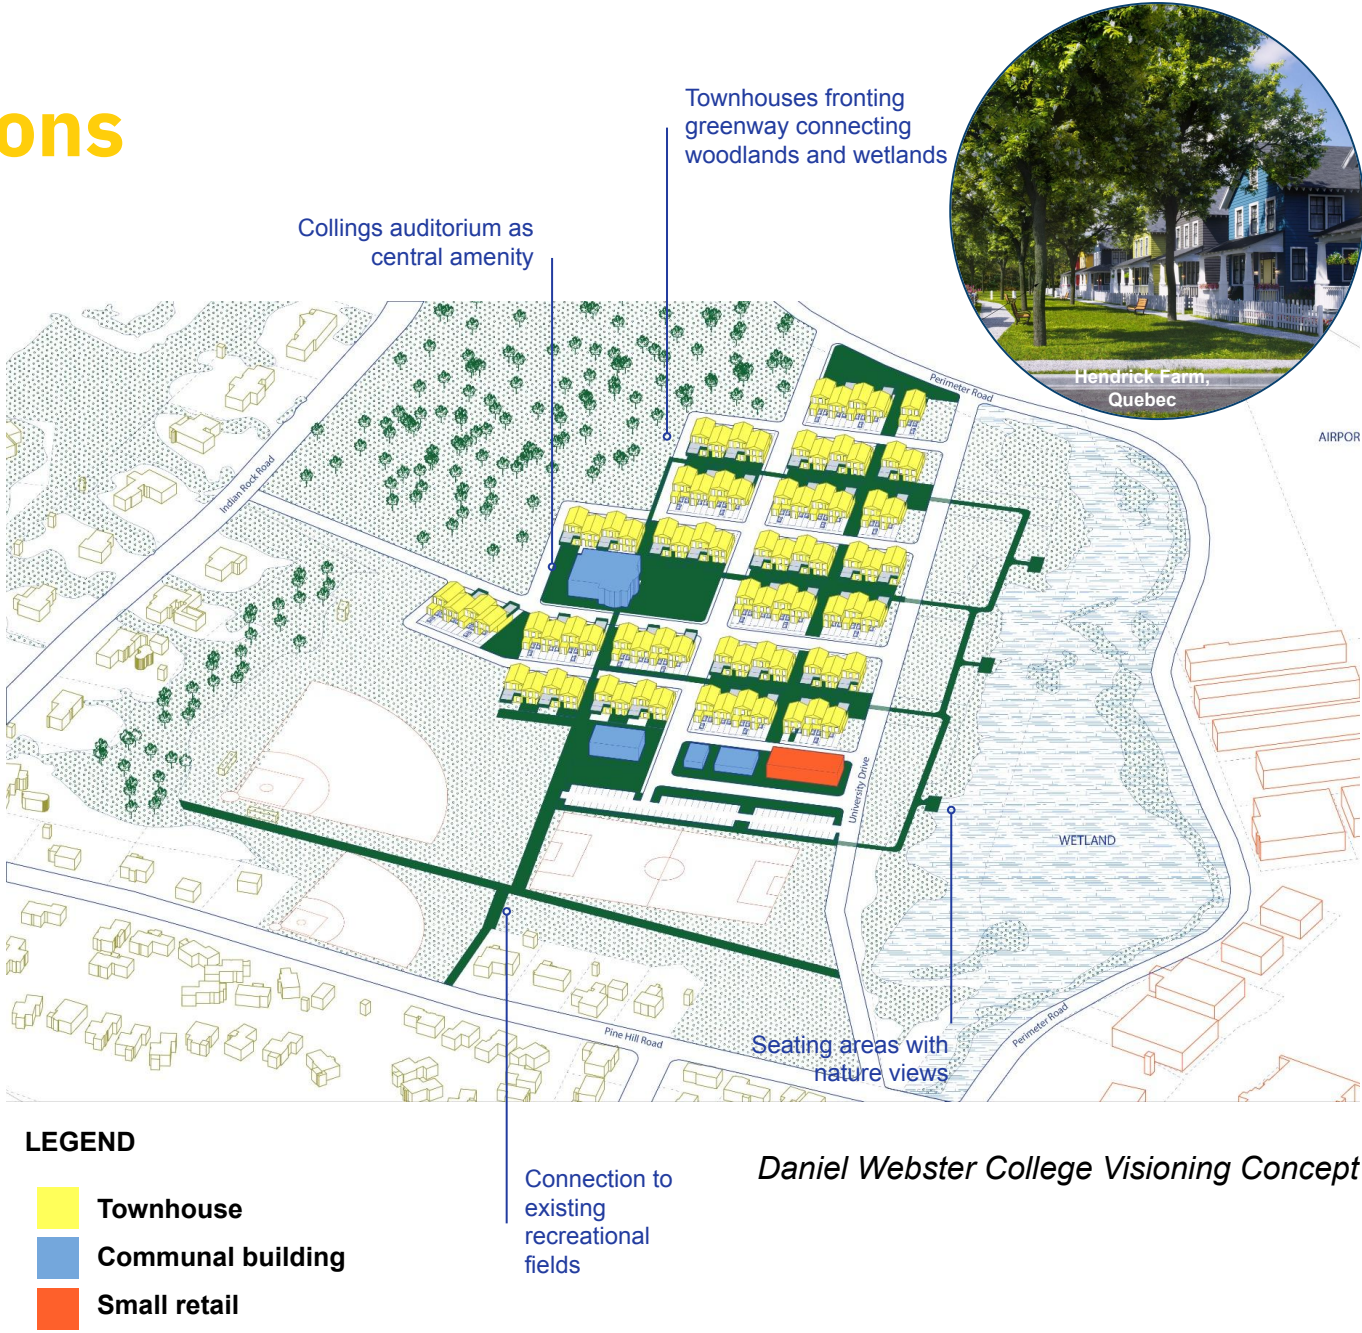 ons
Townhouses fronting
greenway connecting
woodlands and wetlands
Collings auditorium as
central amenity
Hendrick Farm,
Quebec
Perimeter Road
AIRPOR
Indian Rock Road
University Drive
WETLAND
Pine Hill Road
Perimeter Road
Seating areas with
nature views
LEGEND
Townhouse
Communal building
Small retail
Connection to
existing
recreational
fields
Daniel Webster College Visioning Concept